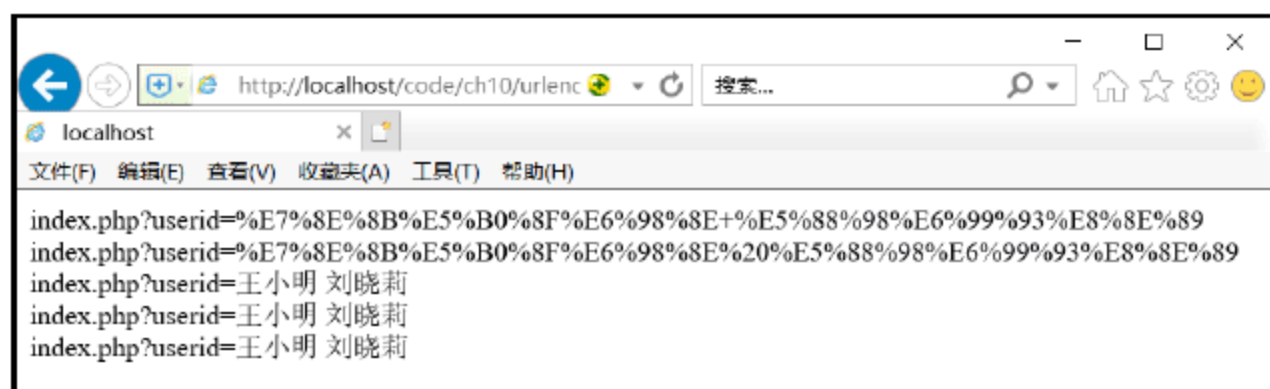 http://localhost/code/ch10/urlenc
搜索...
localhost
文件(F) 编辑(E) 查看(V) 收藏夹(A) 工具(T) 帮助(H)
index.php?userid=%E7%8E%8B%E5%B0%8F%E6%98%8E+%E5%88%98%E6%99%93%E8%8E%89
index.php?userid=%E7%8E%8B%E5%B0%8F%E6%98%8E%20%E5%88%98%E6%99%93%E8%8E%89
index.php?userid=王小明 刘晓莉
index.php?userid=王小明 刘晓莉
index.php?userid=王小明 刘晓莉